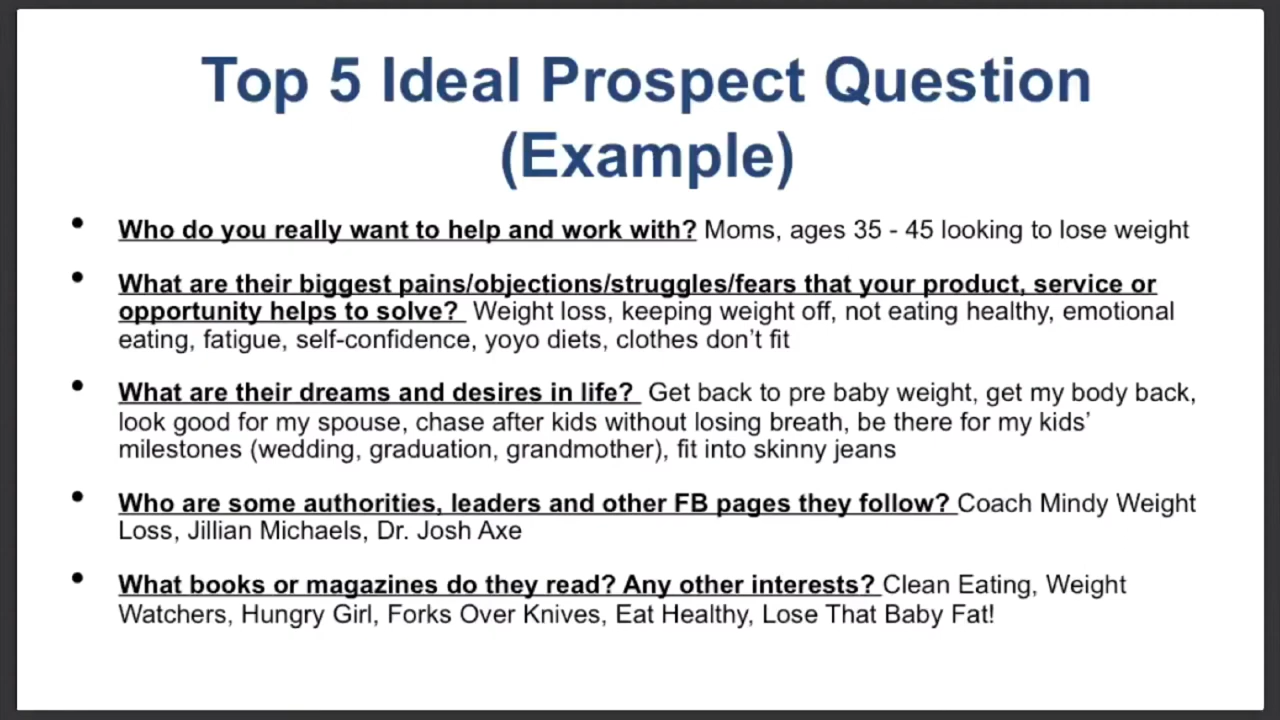 Top 5 Ideal Prospect Question
(Example)
• Who do you really want to help and work with? Moms, ages 35 - 45 looking to lose weight
• What are their biggest pains/objections/struggles/fears that your product, service or
opportunity helps to solve? Weight loss, keeping weight off, not eating healthy, emotional
eating, fatigue, self-confidence, yoyo diets, clothes don’t fit
• What are their dreams and desires in life? Get back to pre baby weight, get my body back,
look good for my spouse, chase after kids without losing breath, be there for my kids’
milestones (wedding, graduation, grandmother), fit into skinny jeans
• Who are some authorities, leaders and other FB pages they follow? Coach Mindy Weight
Loss, Jillian Michaels, Dr. Josh Axe
• What books or magazines do they read? Any other interests? Clean Eating, Weight
Watchers, Hungry Girl, Forks Over Knives, Eat Healthy, Lose That Baby Fat!